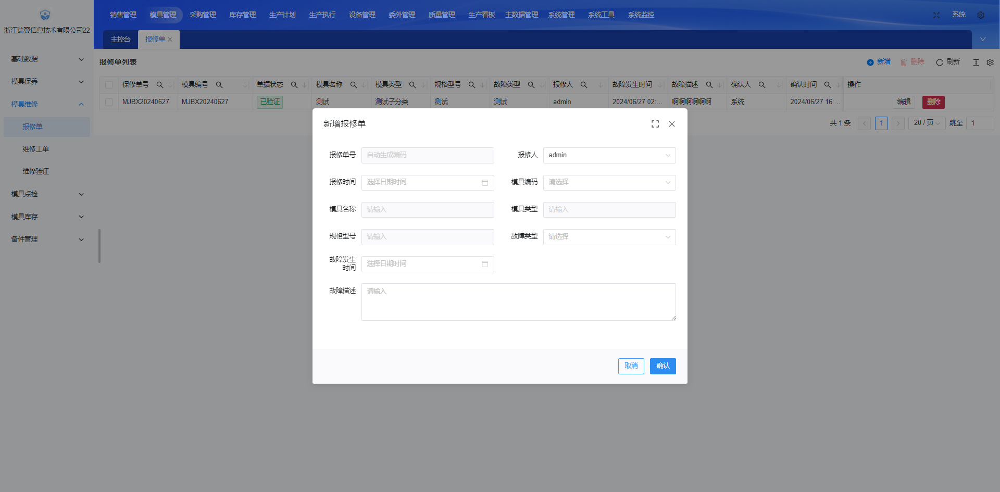 浙江瑞翼信息技术有限公司22
销售管理 模具管理 采购管理 库存管理 生产计划 生产执行 设备管理 委外管理 质量管理 生产看板 主数据管理 系统管理 系统工具 系统监控 系统
主控台 报修单
基础数据
模具保养
模具维修
报修单
维修工单
维修验证
模具点检
模具库存
备件管理
报修单列表 新增 删除 刷新
保修单号 模具编号 单据状态 模具名称 模具类型 规格型号 故障类型 报修人 故障发生时间 故障描述 确认人 确认时间 操作
MJBX20240627 MJBX20240627 已验证 测试 测试子分类 测试 测试 admin 2024/06/27 02:... 啊啊啊啊啊啊 系统 2024/06/27 16:... 编辑 删除
共 1 条 1 20 / 页 跳至 1
新增报修单
报修单号 自动生成编码 报修人 admin
报修时间 选择日期时间 模具编码 请选择
模具名称 请输入 模具类型 请输入
规格型号 请输入 故障类型 请选择
故障发生
时间 选择日期时间
故障描述 请输入
取消 确认